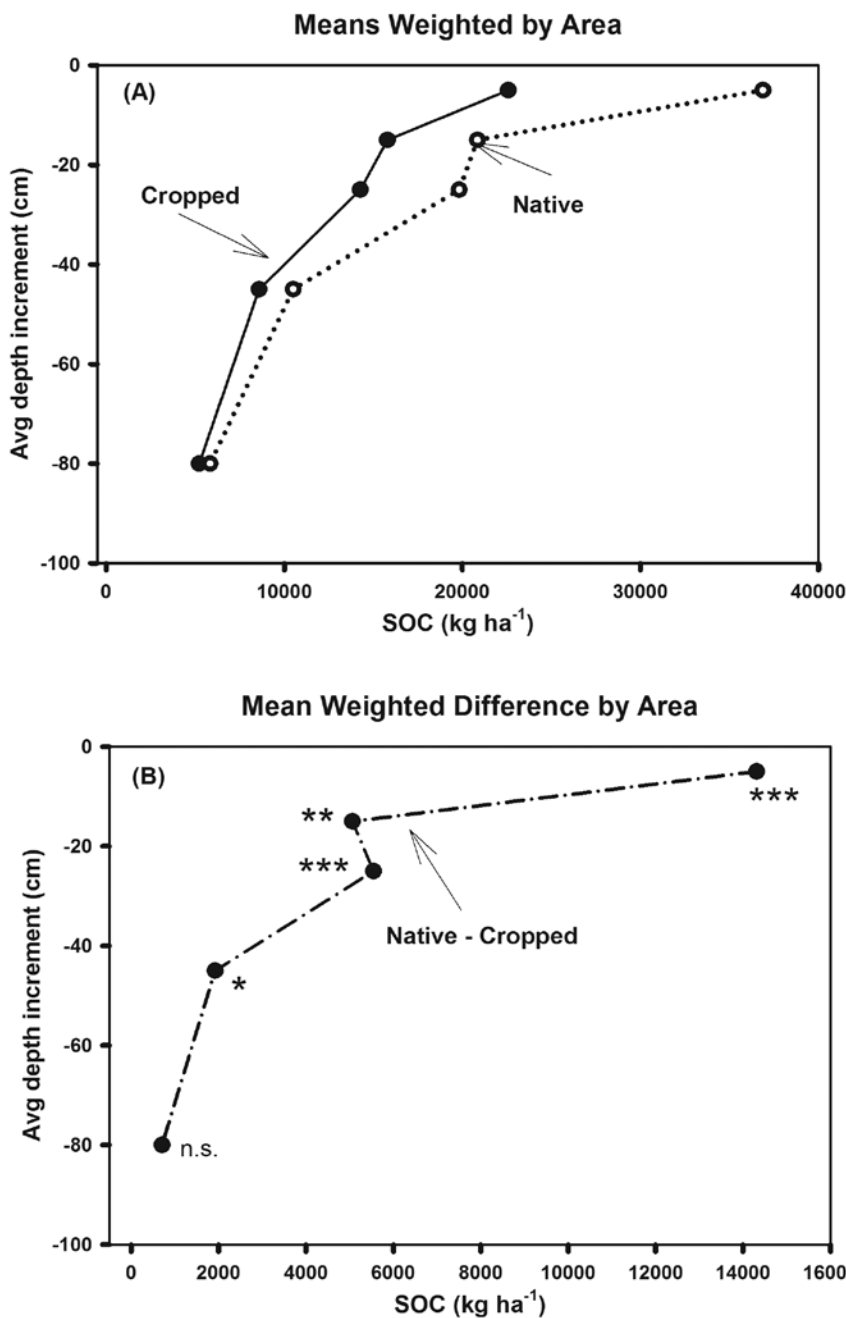 Means Weighted by Area
(A)
Cropped
Native
Avg depth increment (cm)
0
-20
-40
-60
-80
-100
0 10000 20000 30000 40000
SOC (kg ha⁻¹)
Mean Weighted Difference by Area
(B)
***
**
***
Native - Cropped
*
n.s.
Avg depth increment (cm)
0
-20
-40
-60
-80
-100
0 2000 4000 6000 8000 10000 12000 14000 1600
SOC (kg ha⁻¹)